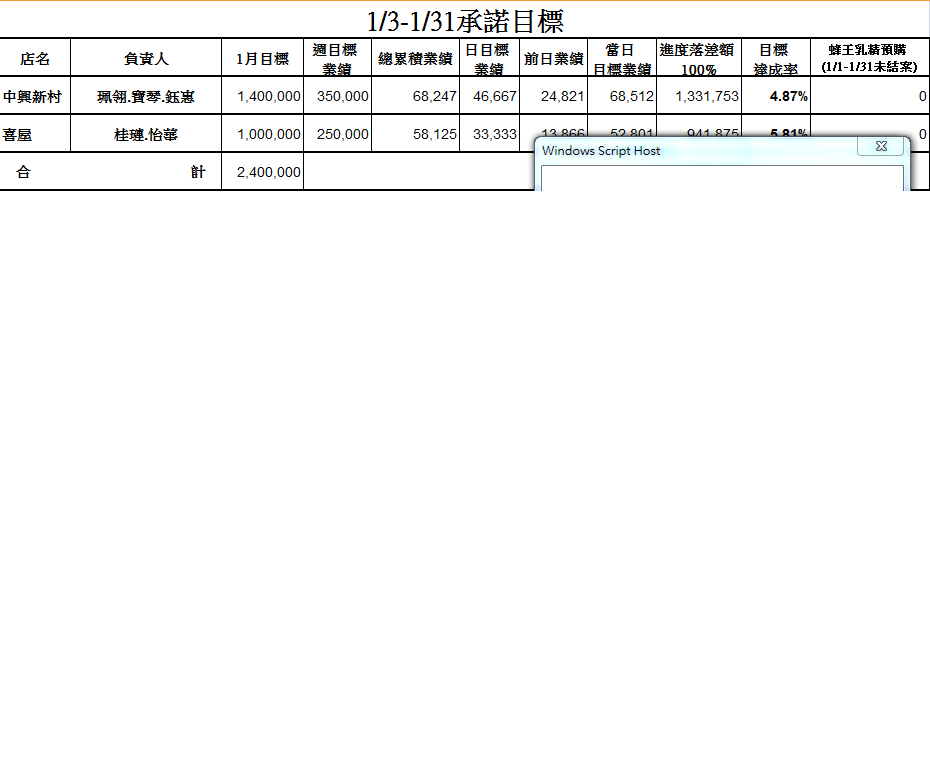 1/3-1/31承諾目標
店名 負責人 1月目標 週目標業績 總累積業績 日目標業績 前日業績 當日目標業績 進度落差額100% 目標達成率 蜂王乳精預購(1/1-1/31未結案)
中興新村 珮翎.寶琴.鈺惠 1,400,000 350,000 68,247 46,667 24,821 68,512 1,331,753 4.87% 0
喜屋 桂璉.怡華 1,000,000 250,000 58,125 33,333 13,866 52,801 941,875 5.81% 0
合計 2,400,000
Windows Script Host